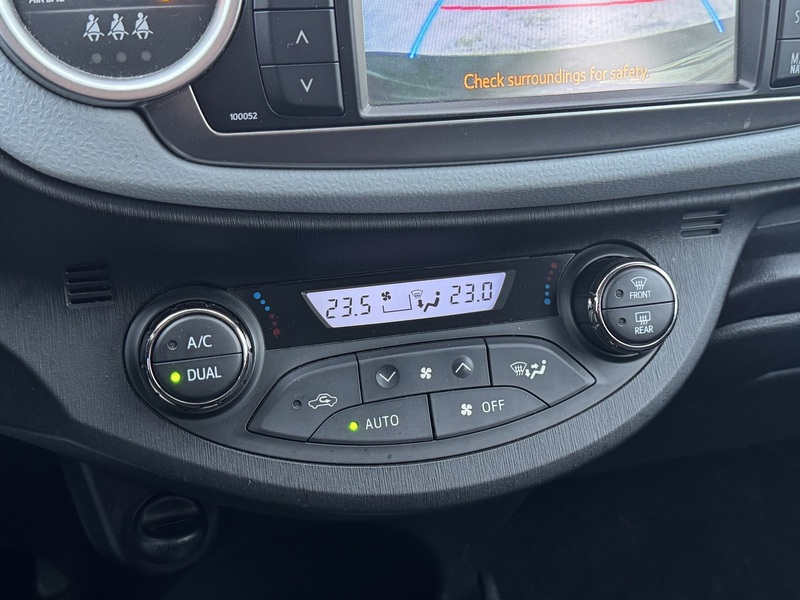 Check surroundings for safety.
100052
23.5 23.0
FRONT
REAR
A/C
DUAL
AUTO
OFF